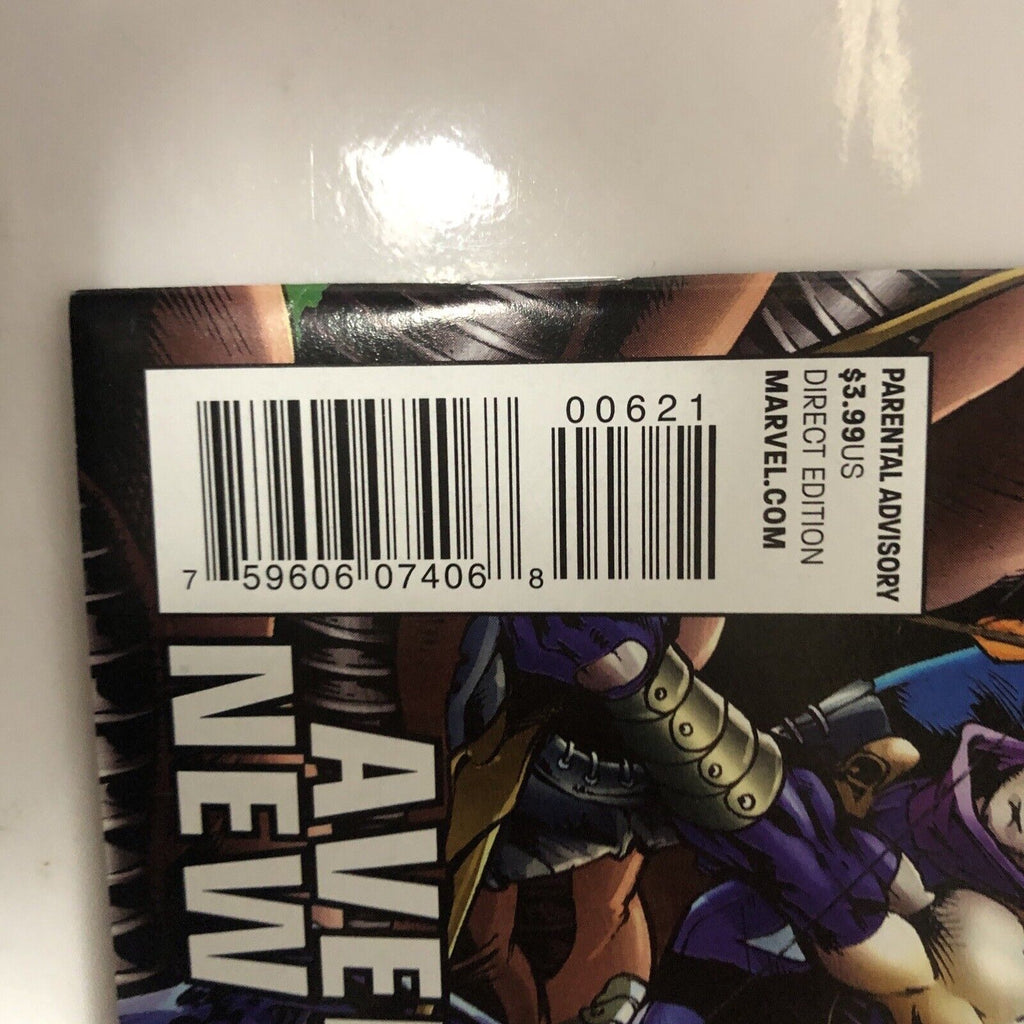 00621
7 59606 07406 8
PARENTAL ADVISORY
$3.99US
DIRECT EDITION
MARVEL.COM
AVE
NEW